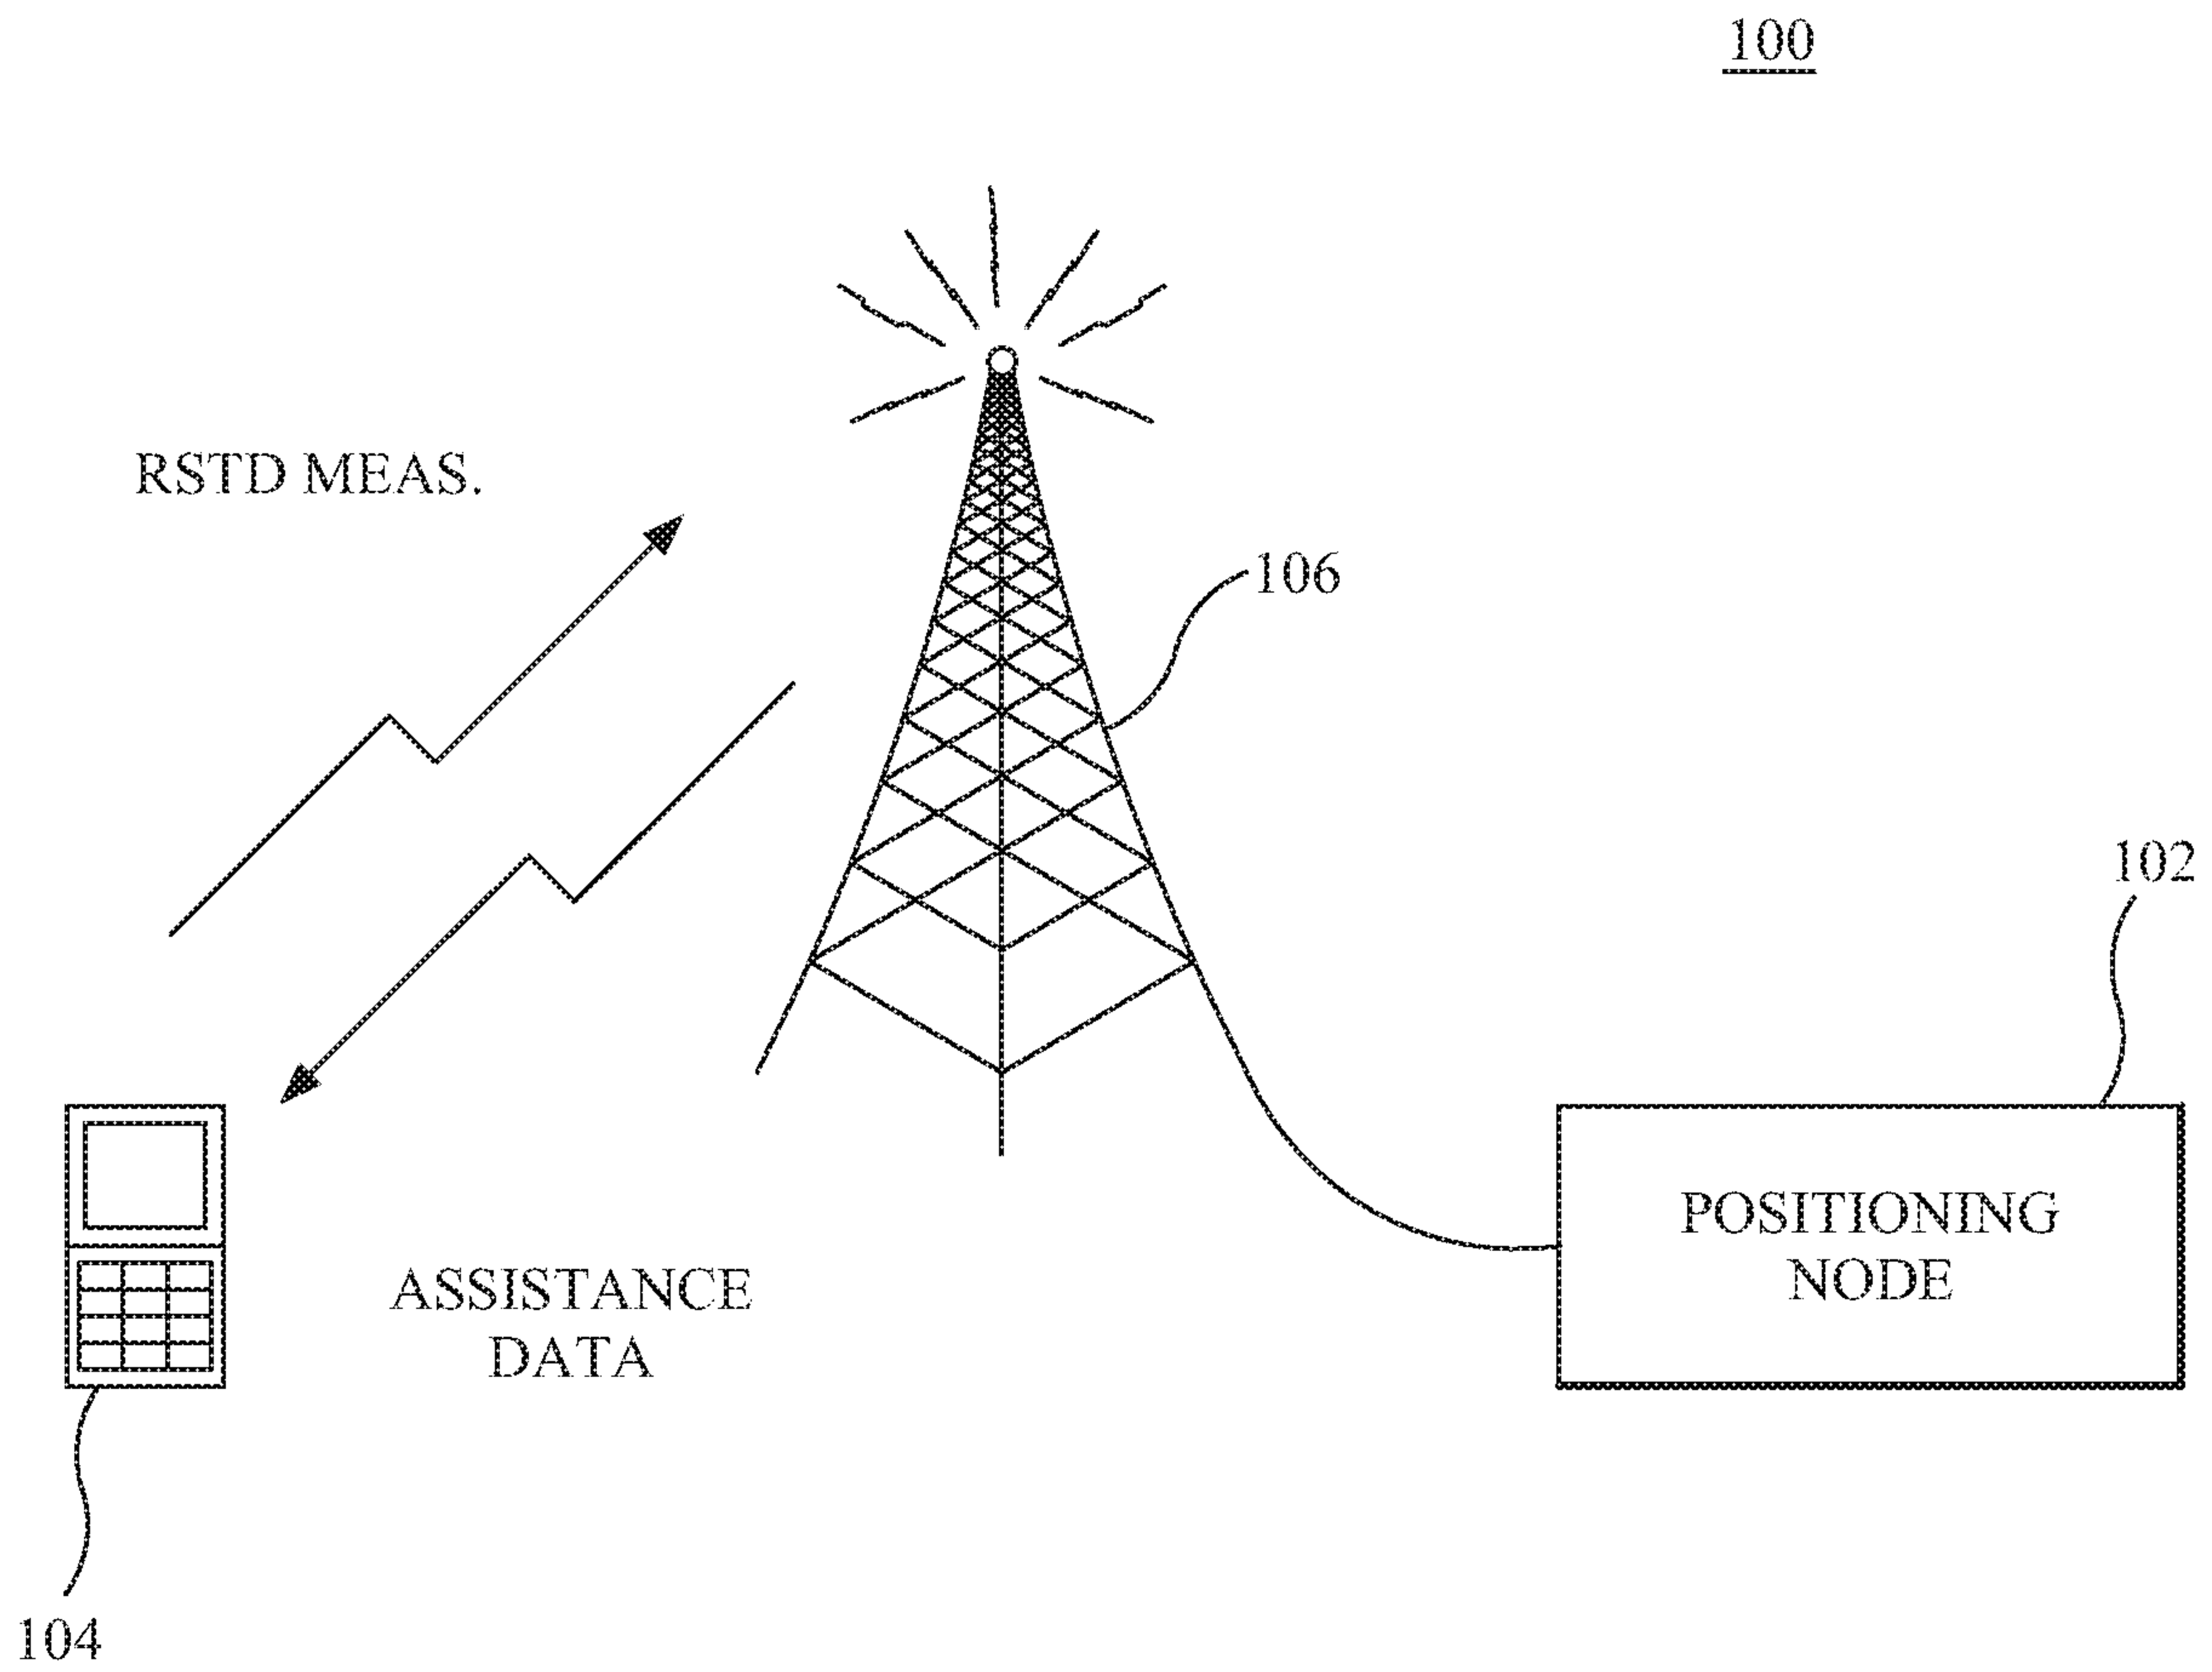 100
RSTD MEAS.
106
102
POSITIONING
NODE
ASSISTANCE
DATA
104